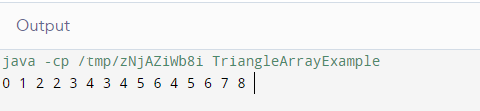 Output
java -cp /tmp/zNjAZiWb8i TriangleArrayExample
0 1 2 2 3 4 3 4 5 6 4 5 6 7 8